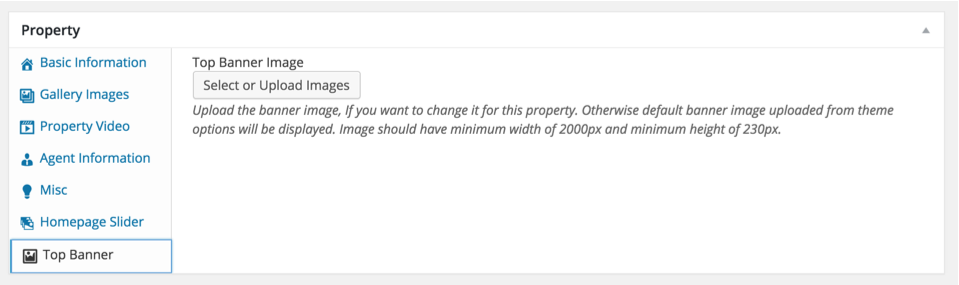 Property
Basic Information
Gallery Images
Property Video
Agent Information
Misc
Homepage Slider
Top Banner
Top Banner Image
Select or Upload Images
Upload the banner image, If you want to change it for this property. Otherwise default banner image uploaded from theme
options will be displayed. Image should have minimum width of 2000px and minimum height of 230px.